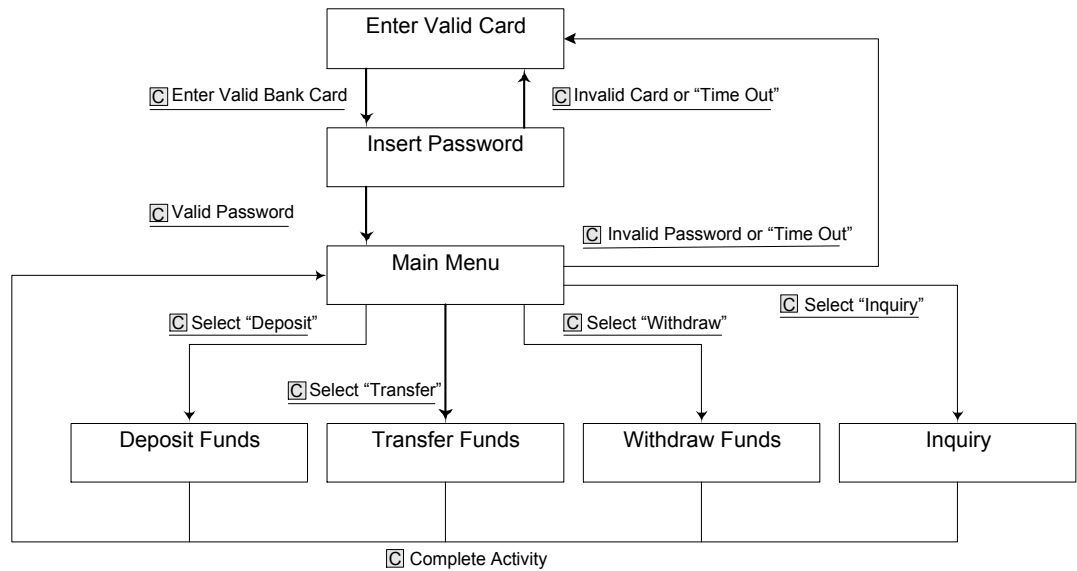 Enter Valid Card
C Enter Valid Bank Card
C Invalid Card or “Time Out”
Insert Password
C Valid Password
C Invalid Password or “Time Out”
Main Menu
C Select “Inquiry”
C Select “Deposit”
C Select “Withdraw”
C Select “Transfer”
Deposit Funds
Transfer Funds
Withdraw Funds
Inquiry
C Complete Activity